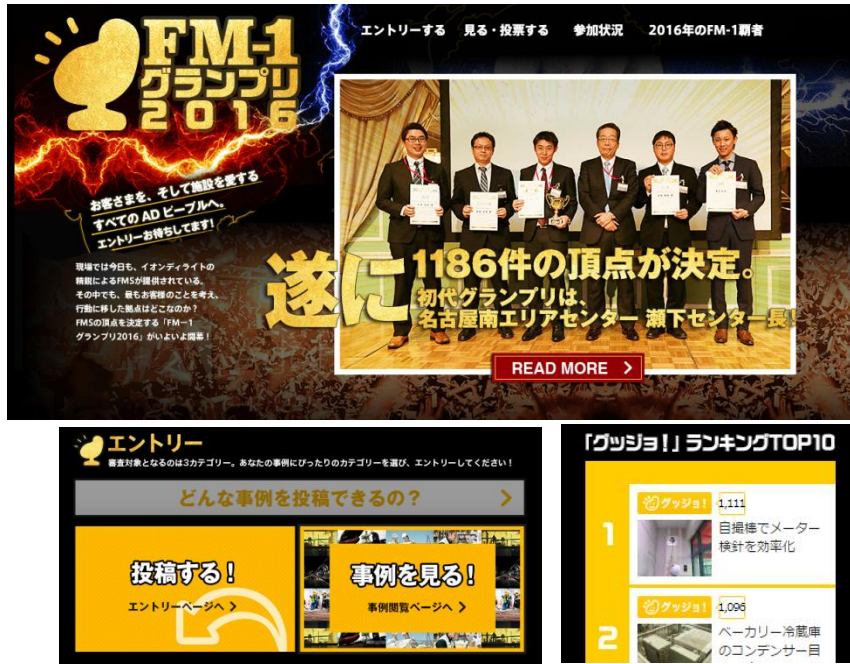 FM-1
グランプリ
2016
エントリーする 見る・投票する 参加状況 2016年のFM-1覇者
お客さまを、そして施設を愛する
すべての AD ピープルへ。
エントリーお待ちしてます!
現場では今日も、イオンディライトの
精鋭によるFMSが提供されている。
その中でも、最もお客様のことを考え、
行動に移した拠点はどこなのか?
FMSの頂点を決定する「FM-1
グランプリ2016」がいよいよ開幕!
遂に
1186件の頂点が決定。
初代グランプリは、
名古屋南エリアセンター 瀬下センター長!
READ MORE >
エントリー
審査対象となるのは3カテゴリー。あなたの事例にぴったりのカテゴリーを選び、エントリーしてください!
どんな事例を投稿できるの? >
投稿する!
エントリーページへ >
事例を見る!
事例閲覧ページへ >
「グッジョ!」ランキングTOP10
グッジョ! 1,111
1
自撮棒でメーター
検針を効率化
グッジョ! 1,096
2
ベーカリー冷蔵庫
のコンデンサー目